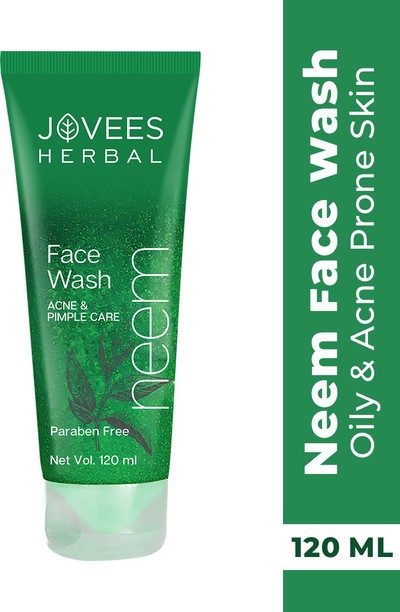 JOVEES
HERBAL
Face
Wash
ACNE &
PIMPLE CARE
neem
Paraben Free
Net Vol. 120 ml
Neem Face Wash
Oily & Acne Prone Skin
120 ML